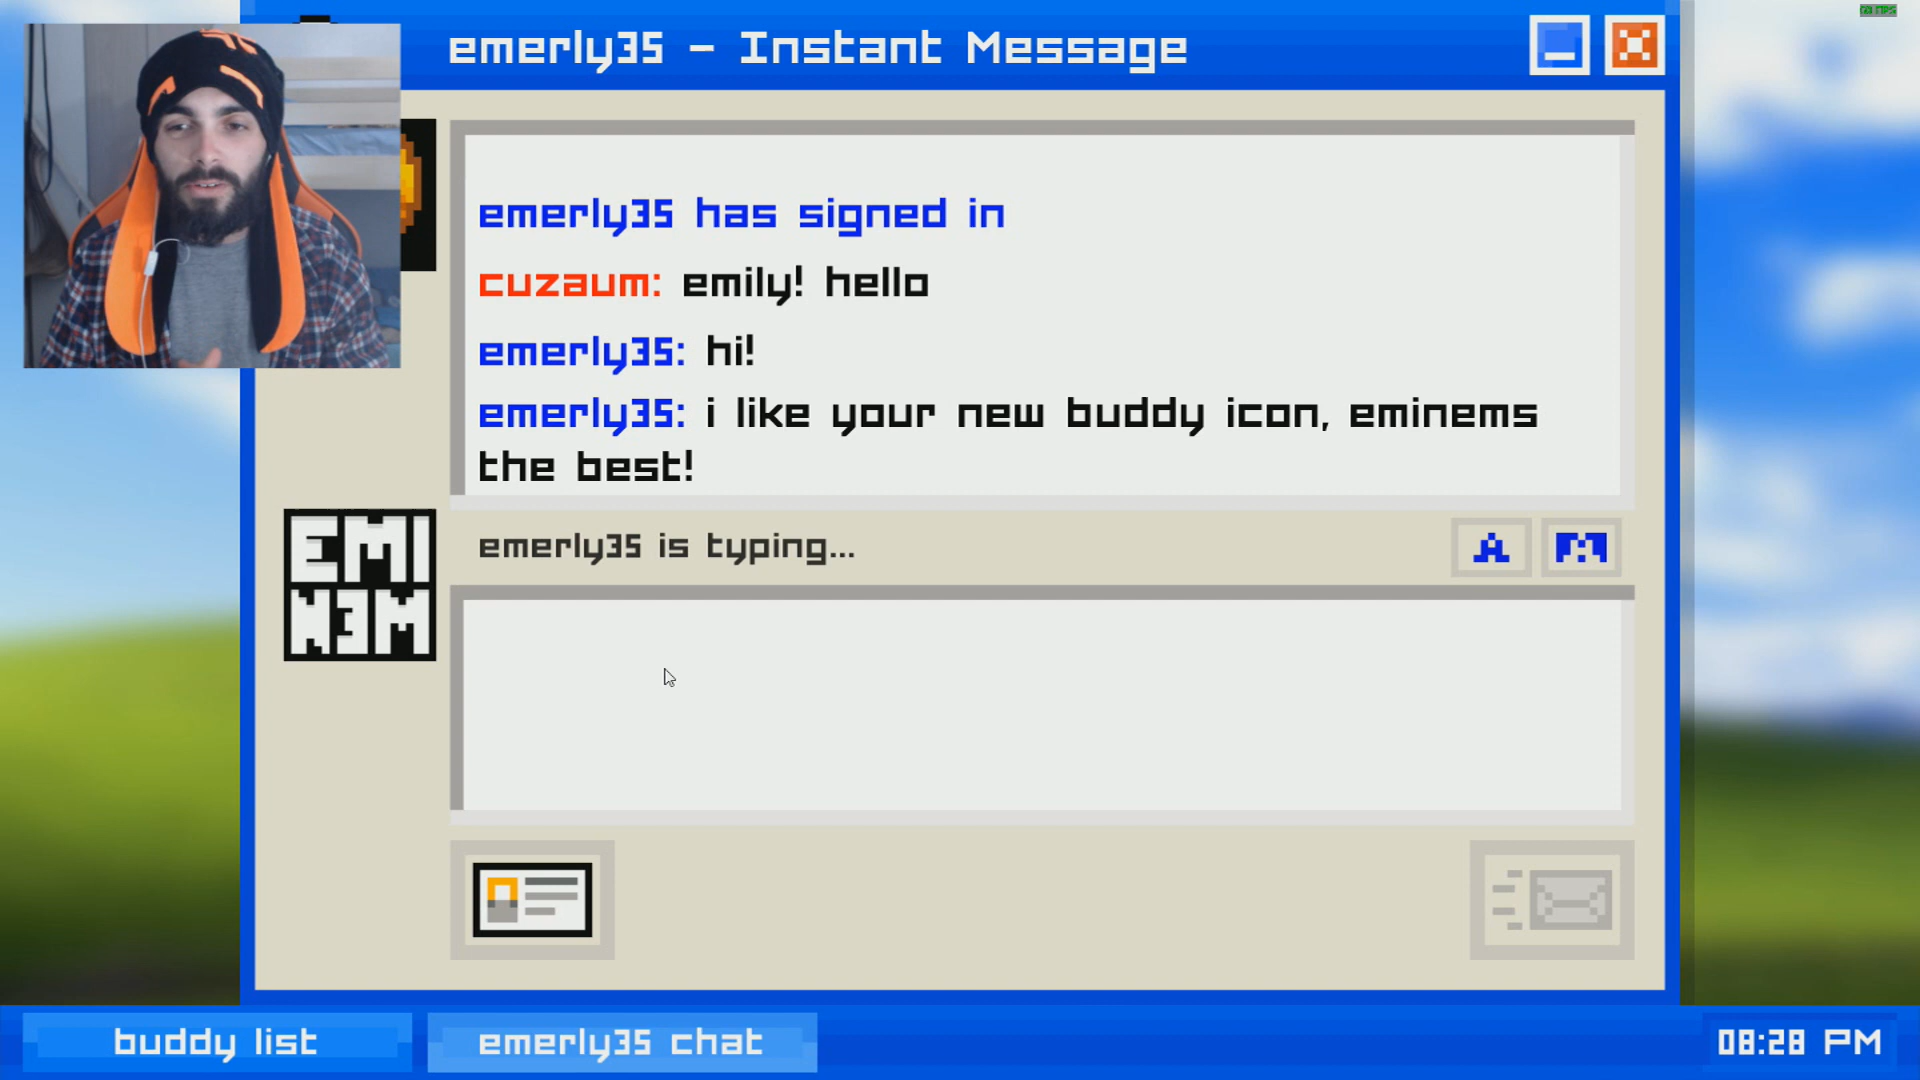 emerly35 - Instant Message
emerly35 has signed in
cuzaum: emily! hello
emerly35: hi!
emerly35: i like your new buddy icon, eminems
the best!
EMI
NEM
emerly35 is typing...
A
buddy list
emerly35 chat
08:28 PM